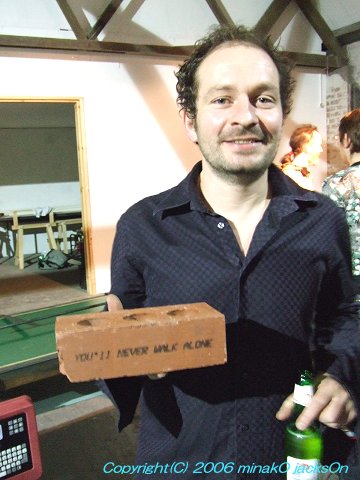 YOU'll NEVER WALK ALONE
Copyright(C) 2006 minakO jacksOn